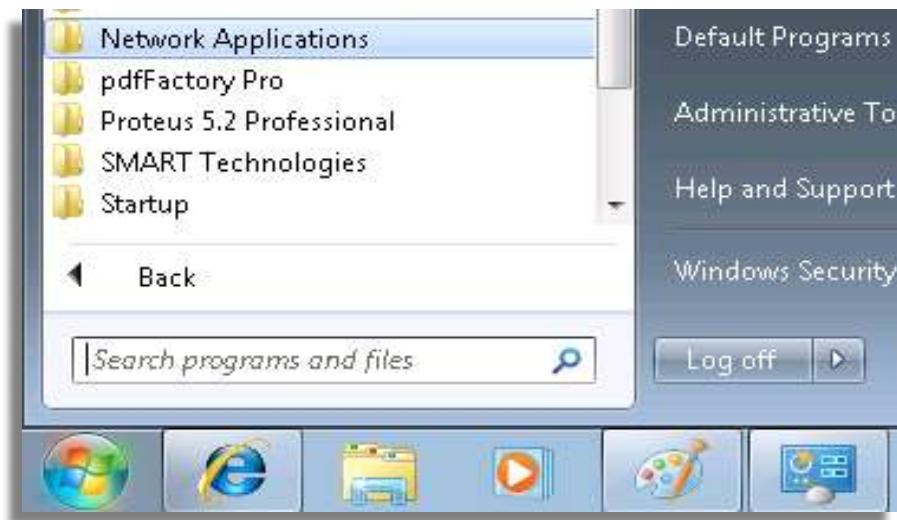 Network Applications
pdfFactory Pro
Proteus 5.2 Professional
SMART Technologies
Startup
Back
Search programs and files
Default Programs
Administrative To
Help and Support
Windows Security
Log off